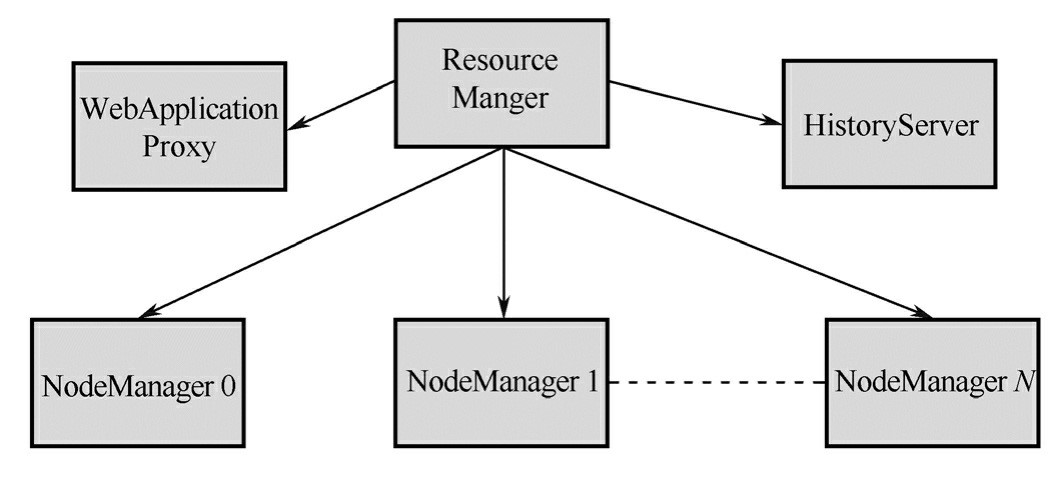 Resource
Manger
WebApplication
Proxy
HistoryServer
NodeManager 0
NodeManager 1
NodeManager N